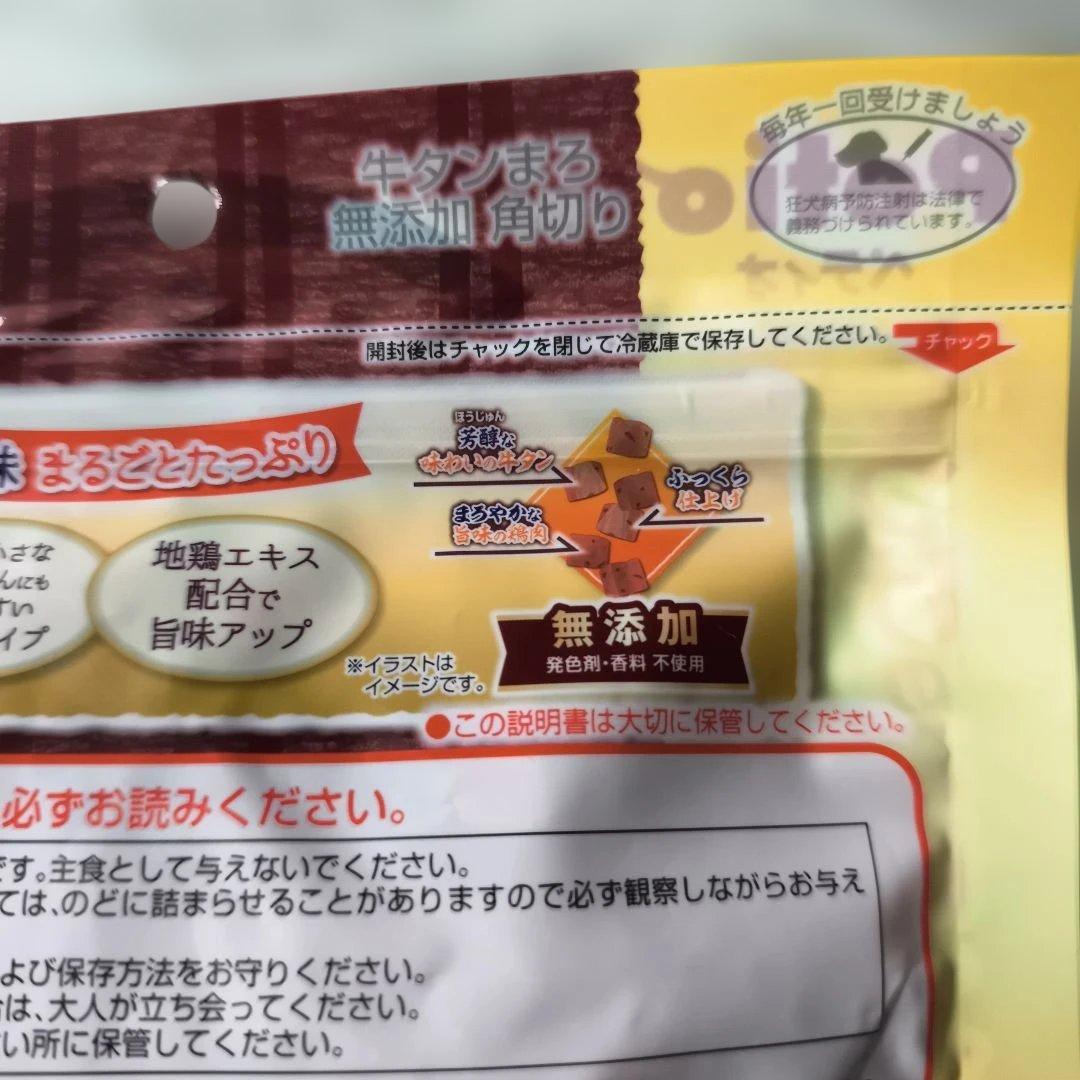 毎年一回受けましょう
狂犬病予防注射は法律で
義務づけられています。
牛タンまろ
無添加 角切り
開封後はチャックを閉じて冷蔵庫で保存してください。
チャック
味 まるごとたっぷり
ほうじゅん
芳醇な
味わいの牛タン
ふっくら
仕上げ
まろやかな
旨味の鶏肉
小さな
んにも
すい
イプ
地鶏エキス
配合で
旨味アップ
無添加
発色剤・香料 不使用
※イラストは
イメージです。
●この説明書は大切に保管してください。
必ずお読みください。
です。主食として与えないでください。
ては、のどに詰まらせることがありますので必ず観察しながらお与え
よび保存方法をお守りください。
合は、大人が立ち会ってください。
い所に保管してください。